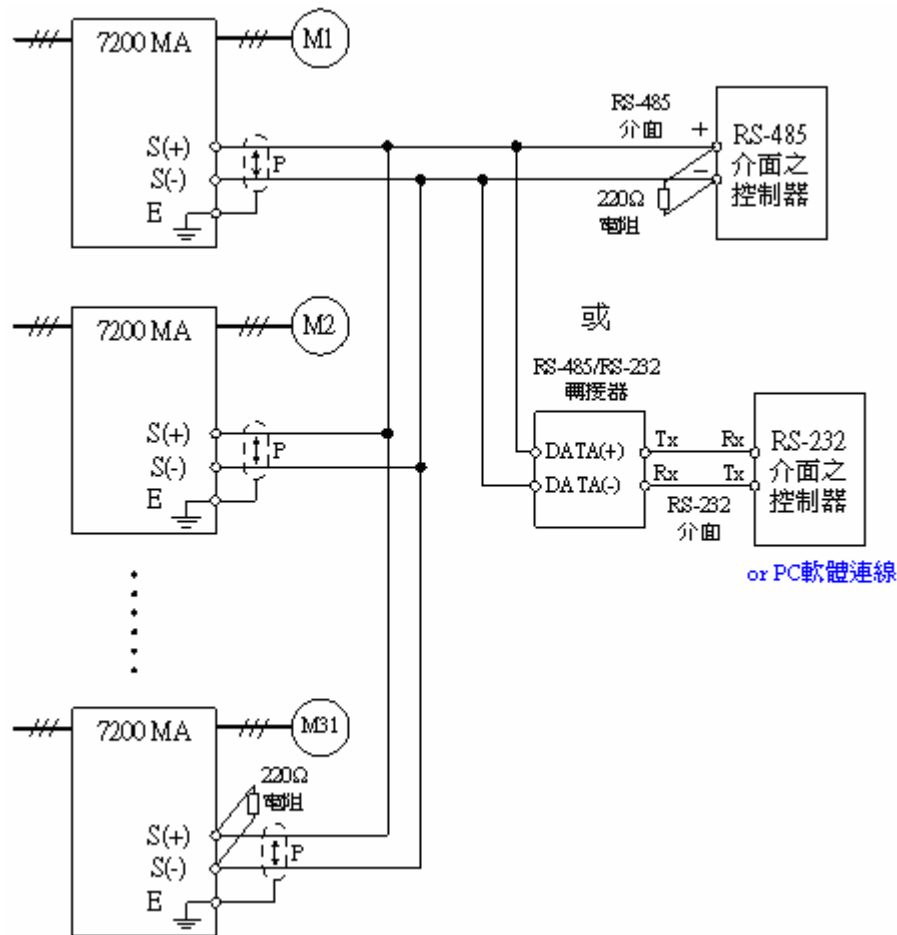 7200 MA
M1
S(+)
P
S(-)
E
RS-485
介面
+
−
220Ω
電阻
RS-485
介面之
控制器
7200 MA
M2
S(+)
P
S(-)
E
或
RS-485/RS-232
轉接器
DATA(+)
DATA(-)
Tx
Rx
Rx
Tx
RS-232
介面
RS-232
介面之
控制器
or PC軟體連線
7200 MA
M31
220Ω
電阻
S(+)
P
S(-)
E